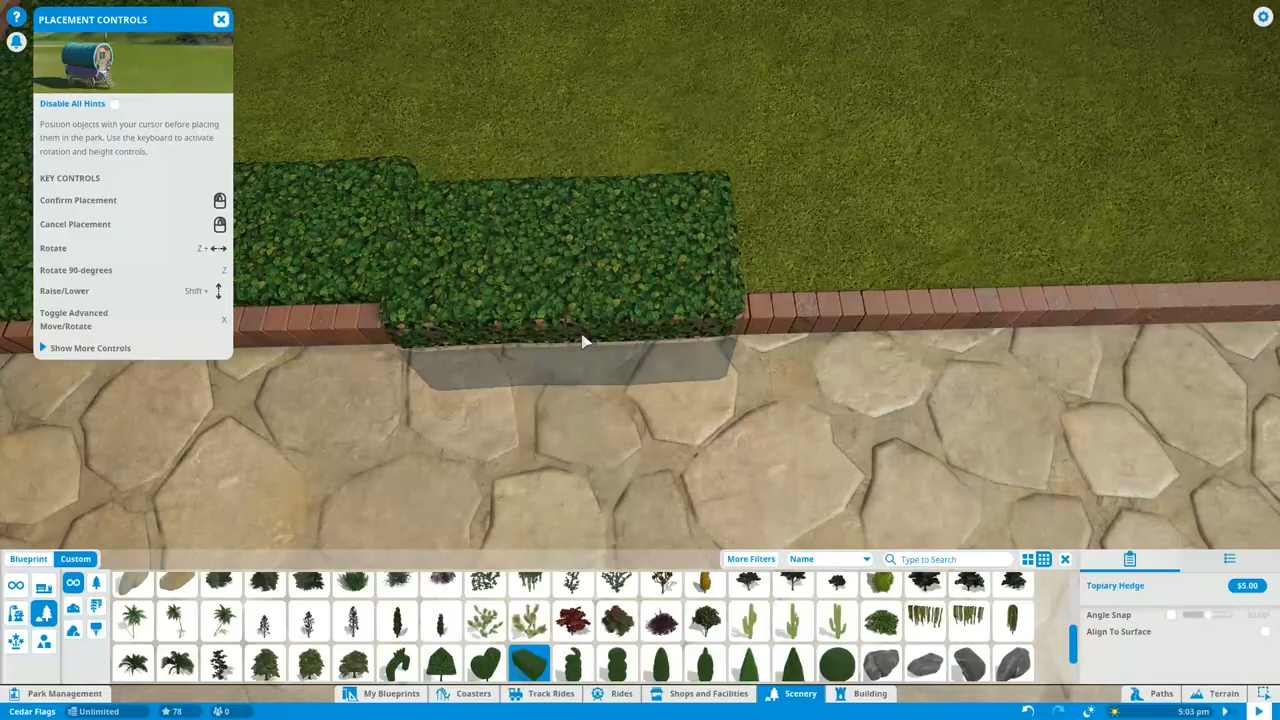 PLACEMENT CONTROLS
Disable All Hints
Position objects with your cursor before placing
them in the park. Use the keyboard to activate
rotation and height controls.
KEY CONTROLS
Confirm Placement
Cancel Placement
Rotate Z +
Rotate 90-degrees Z
Raise/Lower Shift +
Toggle Advanced
Move/Rotate X
Show More Controls
Blueprint Custom More Filters Name Type to Search
Topiary Hedge $5.00
Angle Snap
Align To Surface
Park Management My Blueprints Coasters Track Rides Rides Shops and Facilities Scenery Building Paths Terrain
Cedar Flags Unlimited 78 0 5:03 pm